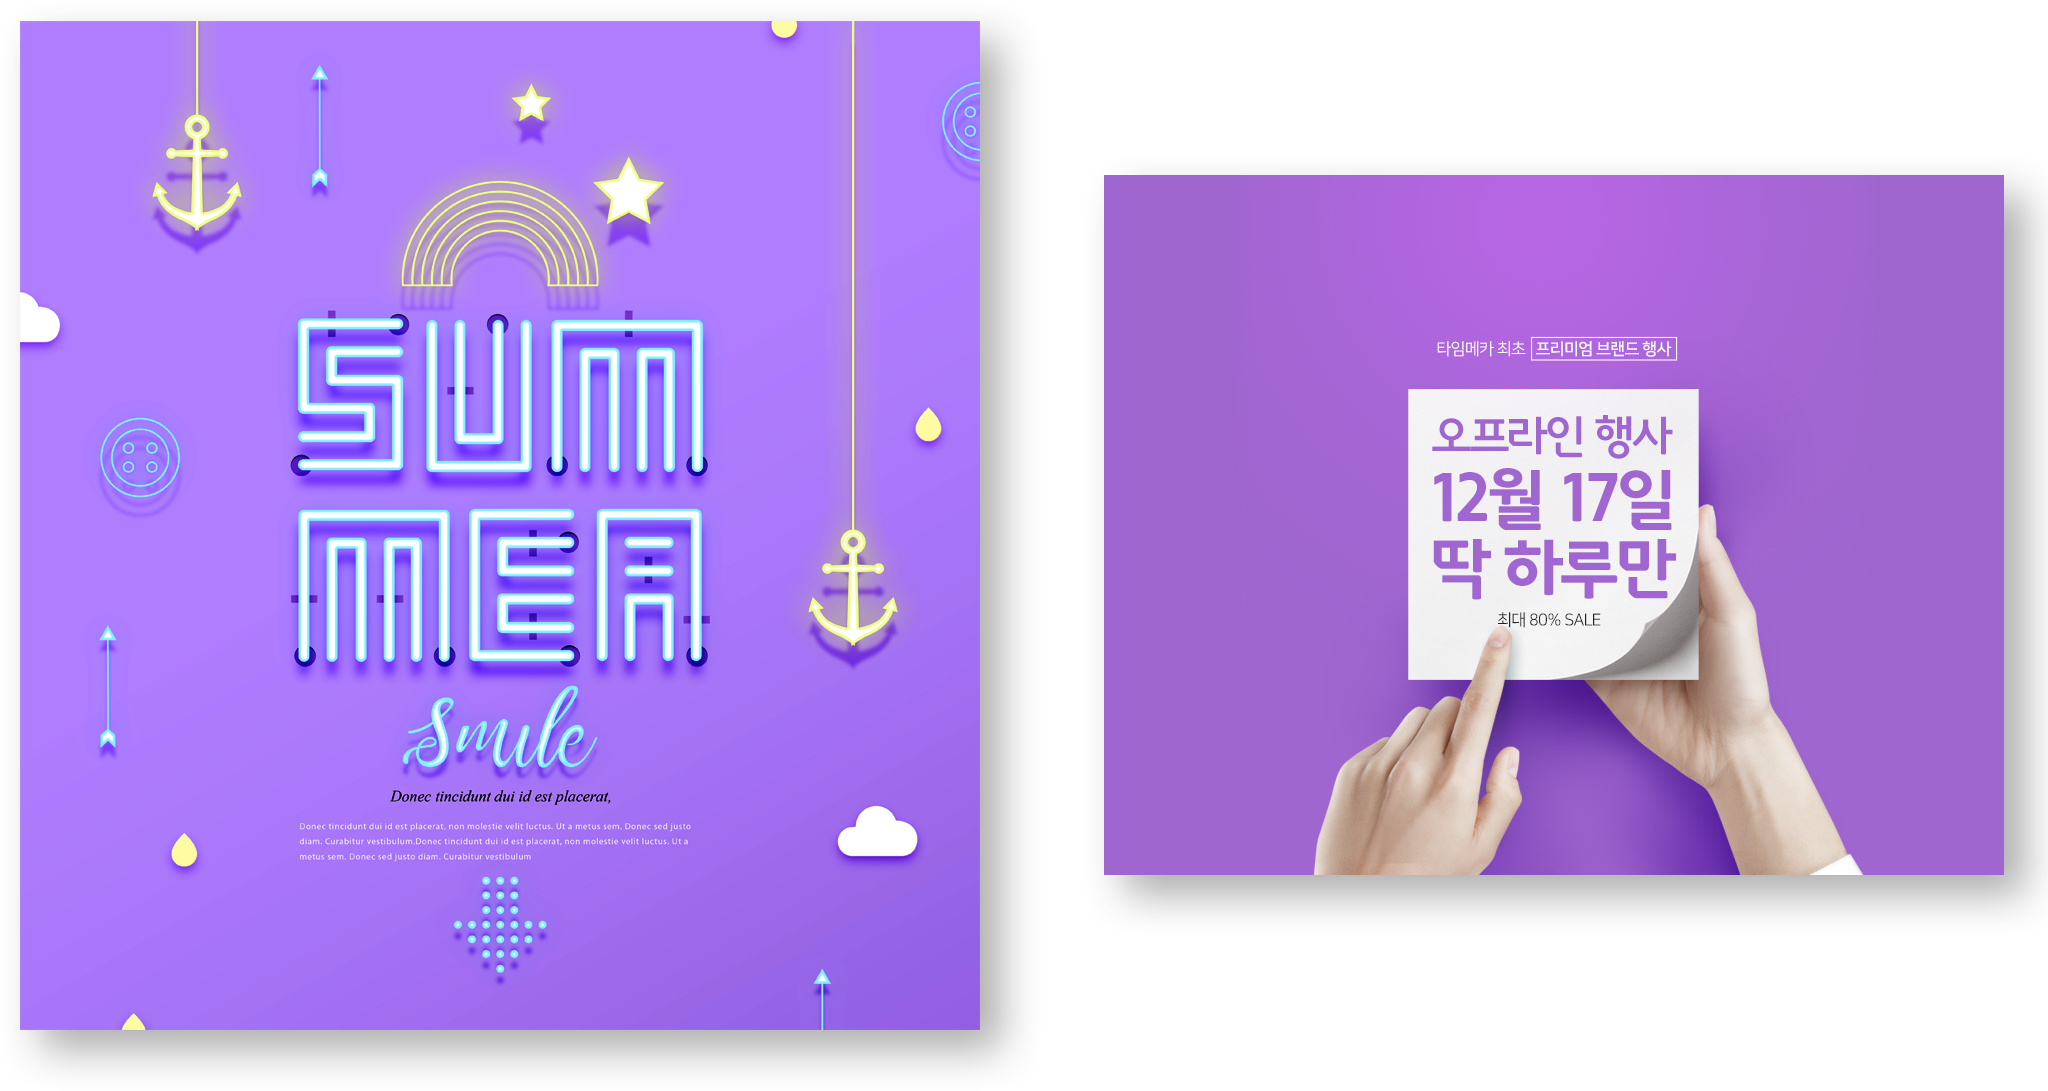 SUM
MEA
Smile
Donec tincidunt dui id est placerat,
Donec tincidunt dui id est placerat, non molestie velit luctus. Ut a metus sem. Donec sed justo
diam. Curabitur vestibulum.Donec tincidunt dui id est placerat, non molestie velit luctus. Ut a
metus sem. Donec sed justo diam. Curabitur vestibulum
타임메카 최초 프리미엄 브랜드 행사
오프라인 행사
12월 17일
딱 하루만
최대 80% SALE